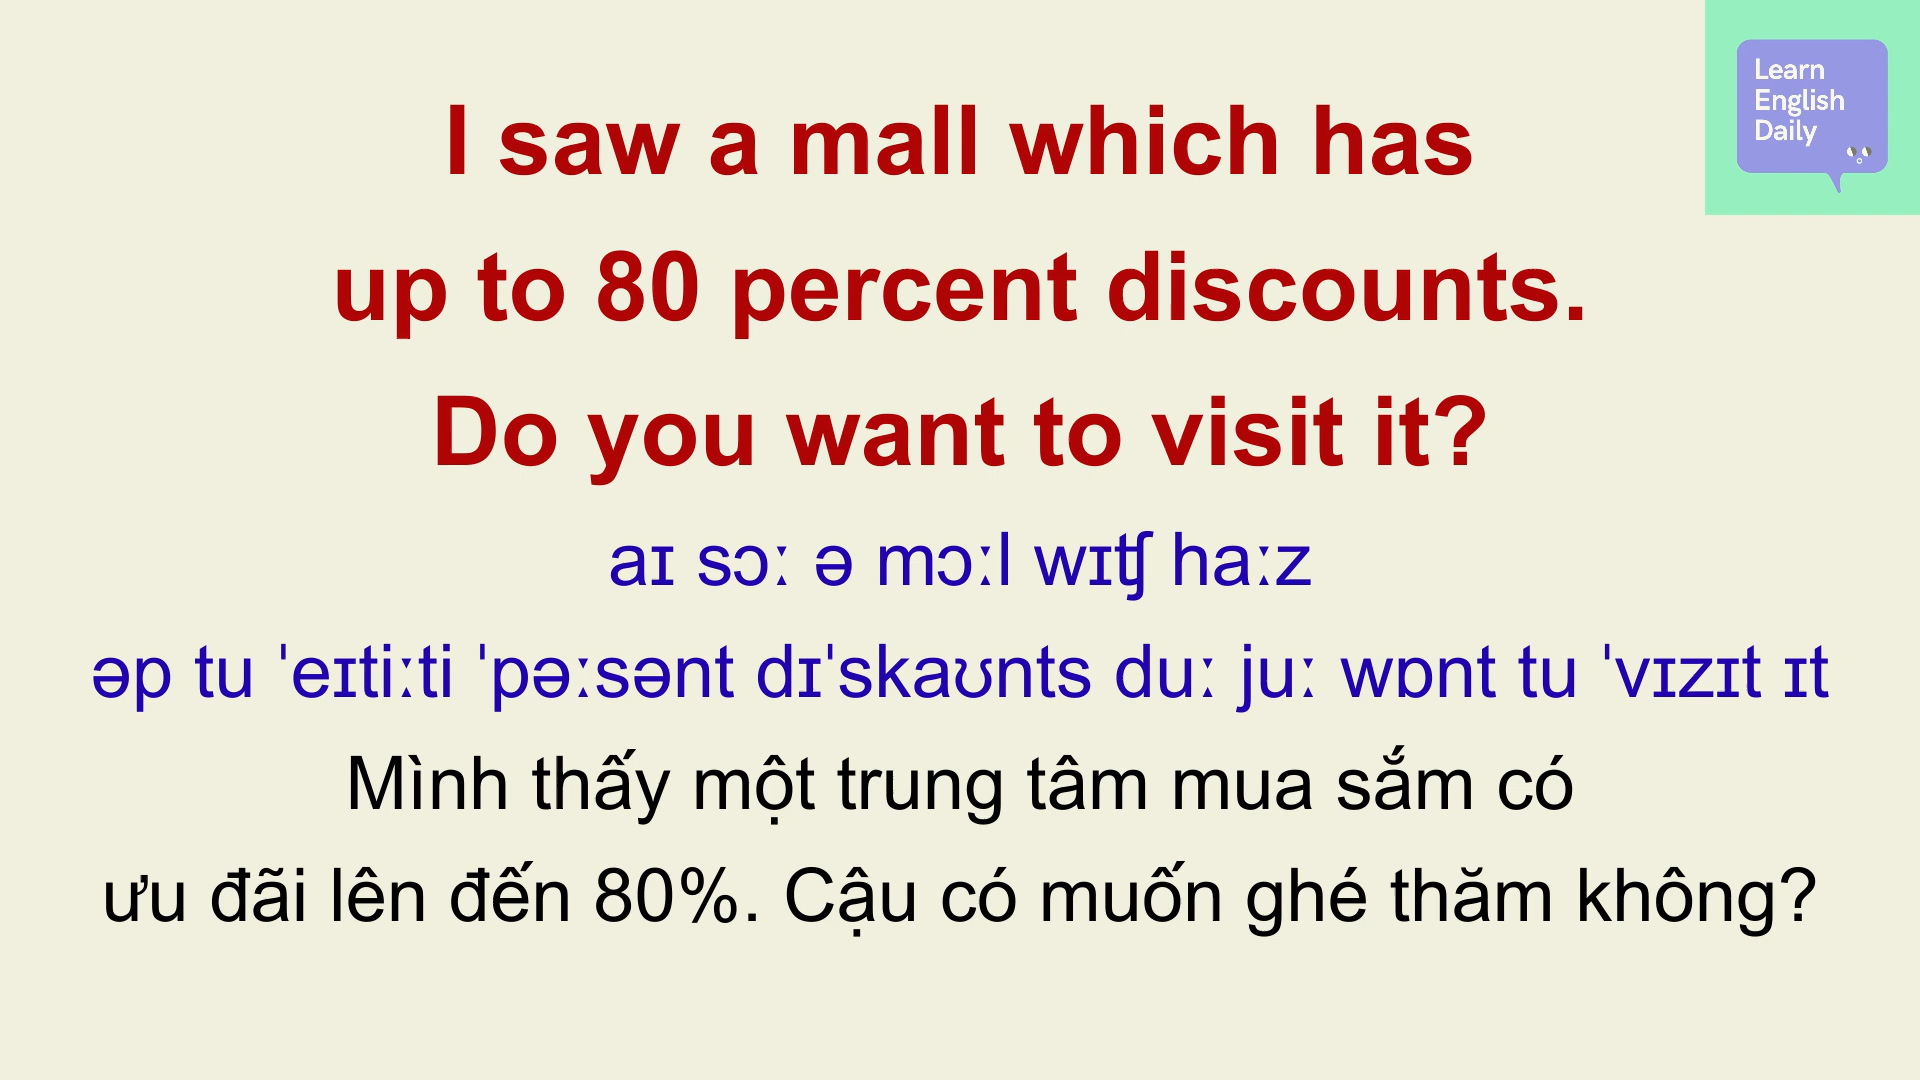 I saw a mall which has
up to 80 percent discounts.
Do you want to visit it?
aɪ sɔː ə mɔːl wɪʧ haːz
əp tu ˈeɪtiːti ˈpəːsənt dɪˈskaʊnts duː juː wɒnt tu ˈvɪzɪt ɪt
Mình thấy một trung tâm mua sắm có
ưu đãi lên đến 80%. Cậu có muốn ghé thăm không?
Learn
English
Daily